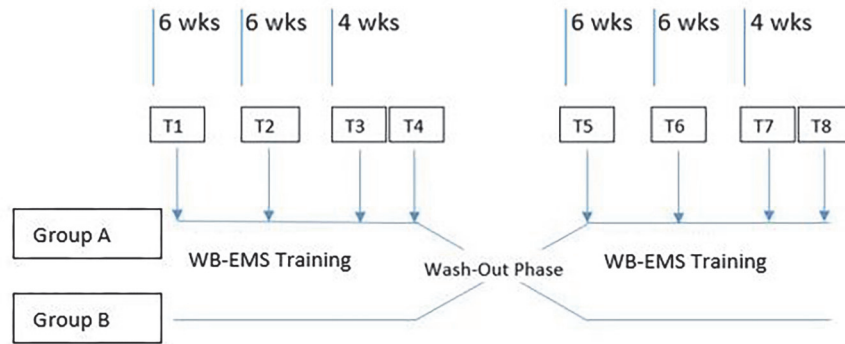 6 wks 6 wks 4 wks 6 wks 6 wks 4 wks
T1 T2 T3 T4 T5 T6 T7 T8
Group A
WB-EMS Training Wash-Out Phase WB-EMS Training
Group B